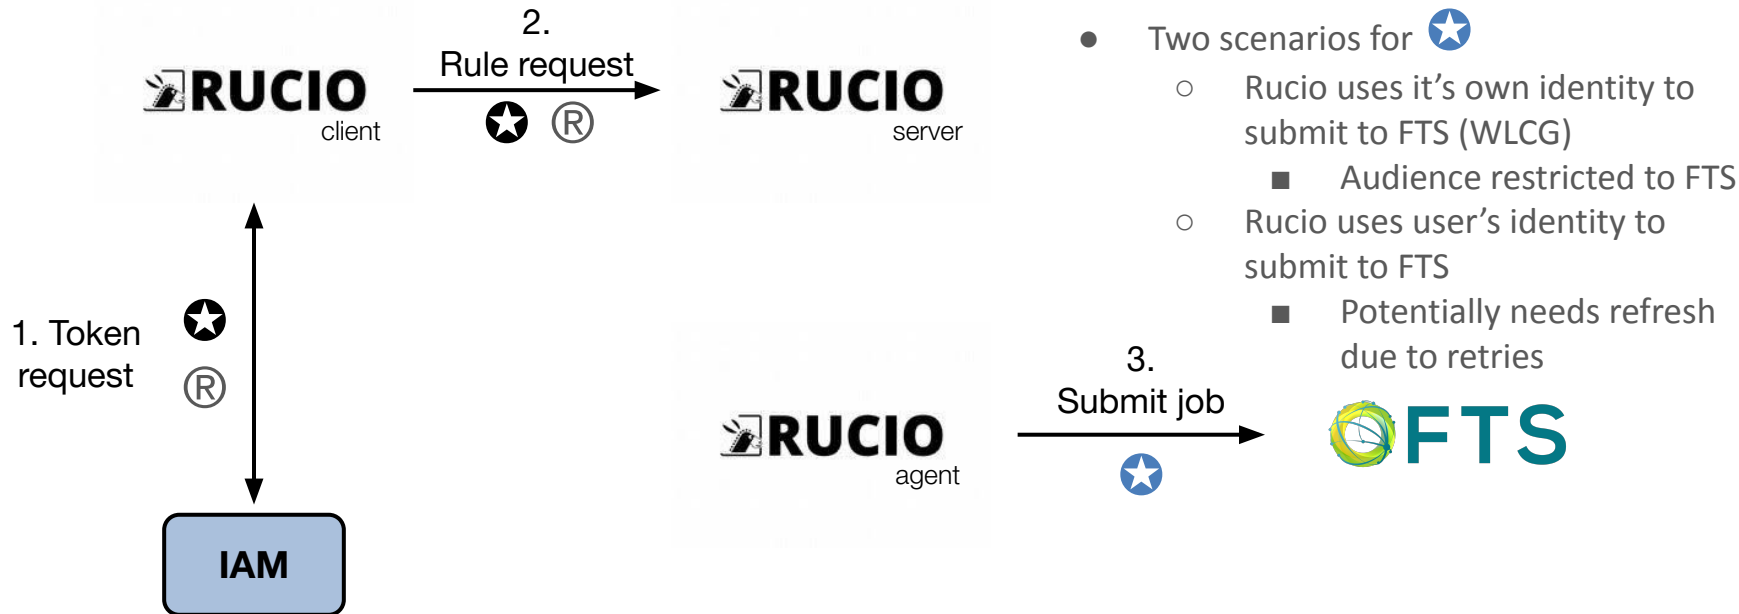 2.
Rule request
RUCIO
client
®
RUCIO
server
1. Token
request
®
IAM
RUCIO
agent
3.
Submit job
FTS
● Two scenarios for ✪
○ Rucio uses it's own identity to
submit to FTS (WLCG)
■ Audience restricted to FTS
○ Rucio uses user's identity to
submit to FTS
■ Potentially needs refresh
due to retries